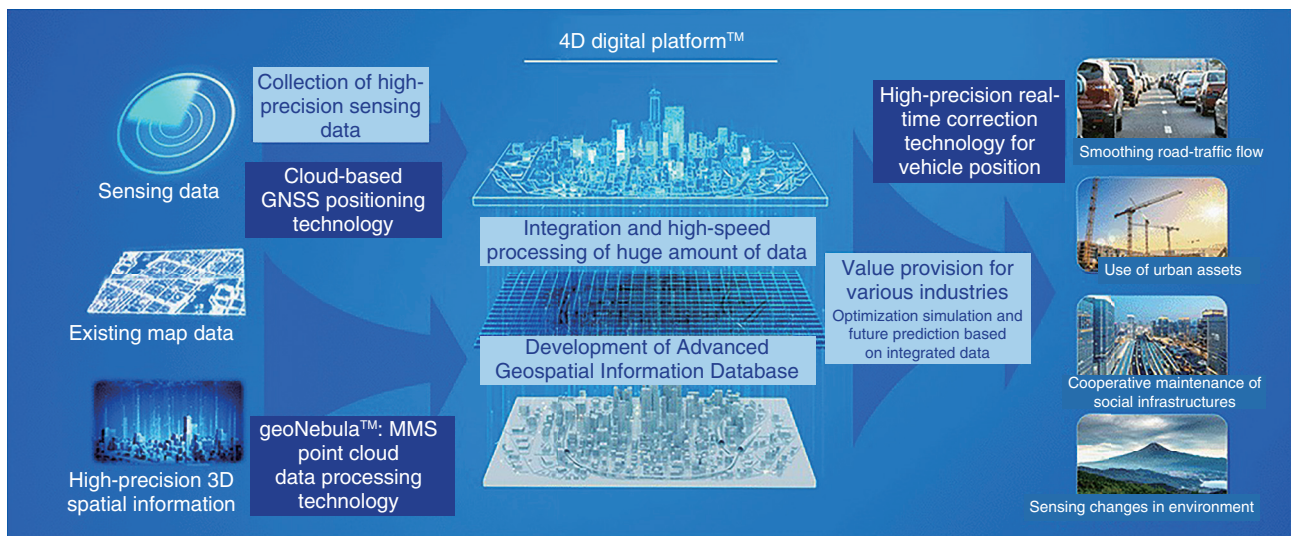 4D digital platform™
Collection of high-
precision sensing
data
Sensing data
Cloud-based
GNSS positioning
technology
Existing map data
High-precision 3D
spatial information
geoNebula™: MMS
point cloud
data processing
technology
Integration and high-speed
processing of huge amount of data
Development of Advanced
Geospatial Information Database
High-precision real-
time correction
technology for
vehicle position
Value provision for
various industries
Optimization simulation and
future prediction based
on integrated data
Smoothing road-traffic flow
Use of urban assets
Cooperative maintenance of
social infrastructures
Sensing changes in environment